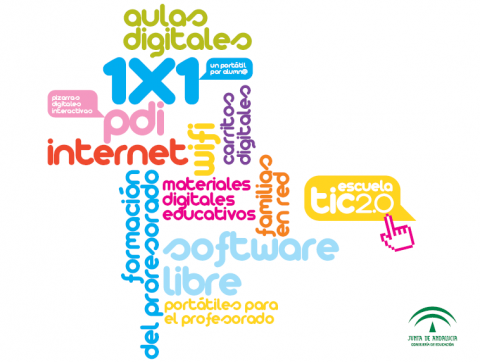 aulas
digitales
1X1
un portátil
por alumn@
pizarras
digitales
interactivas
pdi
wifi
carritos
digitales
internet
formación
del profesorado
materiales
digitales
educativos
familias
en red
escuela
tic2.0
software
libre
portátiles para
el profesorado
JUNTA DE ANDALUCIA
CONSEJERÍA DE EDUCACIÓN